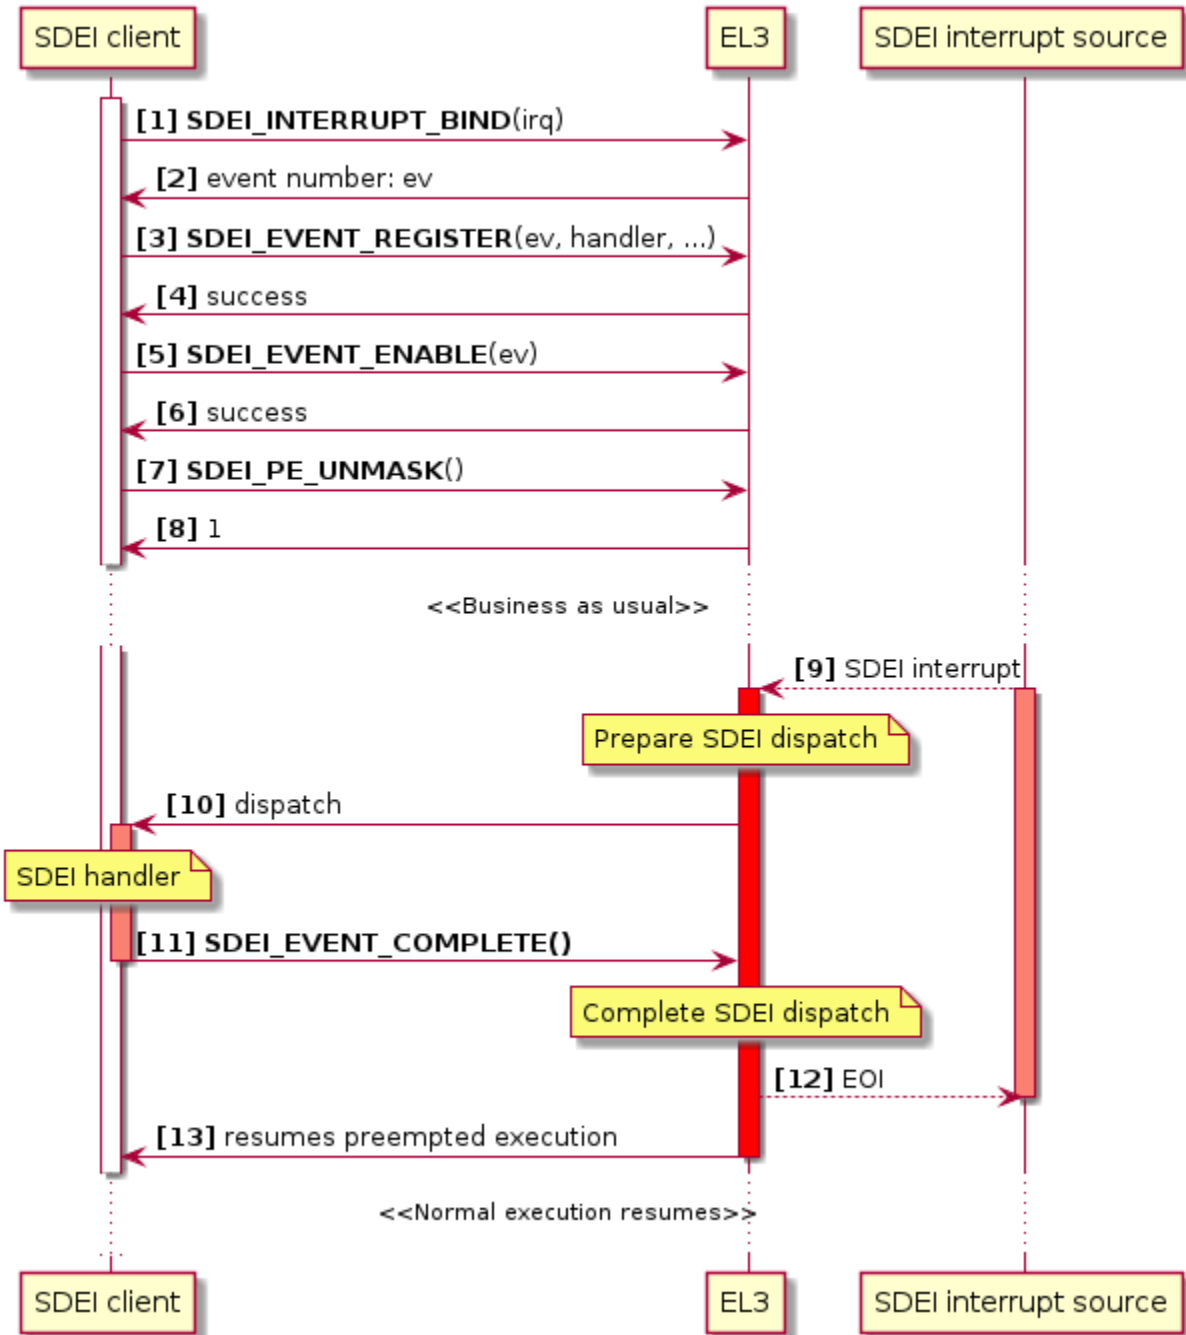 SDEI client
EL3
SDEI interrupt source
[1] SDEI_INTERRUPT_BIND(irq)
[2] event number: ev
[3] SDEI_EVENT_REGISTER(ev, handler, ...)
[4] success
[5] SDEI_EVENT_ENABLE(ev)
[6] success
[7] SDEI_PE_UNMASK()
[8] 1
<<Business as usual>>
[9] SDEI interrupt
Prepare SDEI dispatch
[10] dispatch
SDEI handler
[11] SDEI_EVENT_COMPLETE()
Complete SDEI dispatch
[12] EOI
[13] resumes preempted execution
<<Normal execution resumes>>
SDEI client
EL3
SDEI interrupt source